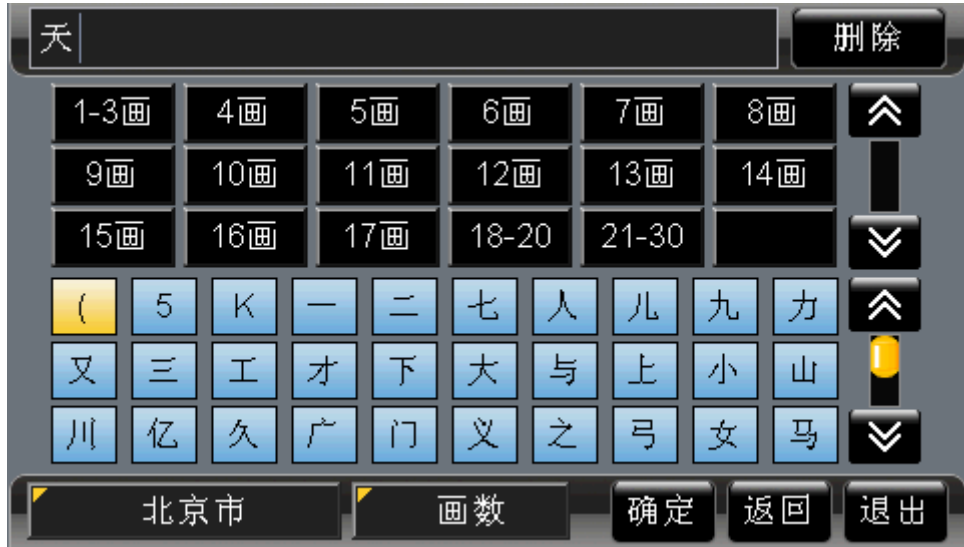 天 删除
1-3画 4画 5画 6画 7画 8画
9画 10画 11画 12画 13画 14画
15画 16画 17画 18-20 21-30
( 5 K 一 二 七 人 儿 九 力
又 三 工 才 下 大 与 上 小 山
川 亿 久 广 门 义 之 弓 女 马
北京市 画数 确定 返回 退出